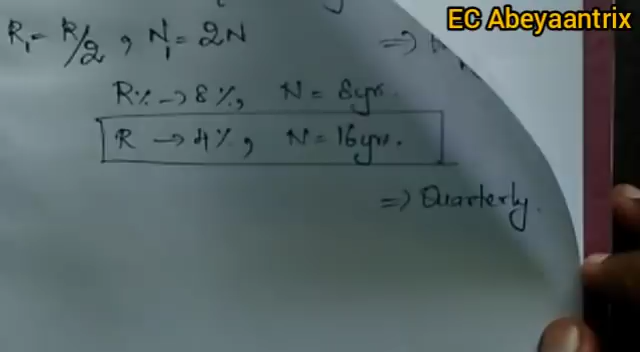 EC Abeyaantrix
R₁ = R/2 , N₁ = 2N
R% → 8%, N = 8yrs.
R → 4%, N = 16yrs.
⇒ Quarterly.